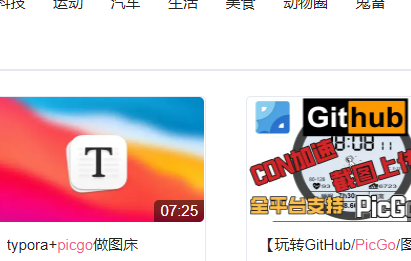 科技 运动 汽车 生活 美食 动物圈 鬼畜
T
07:25
typora+picgo做图床
Github
08
CDN加速
截图上传
全平台支持 PicGo
【玩转GitHub/PicGo/图